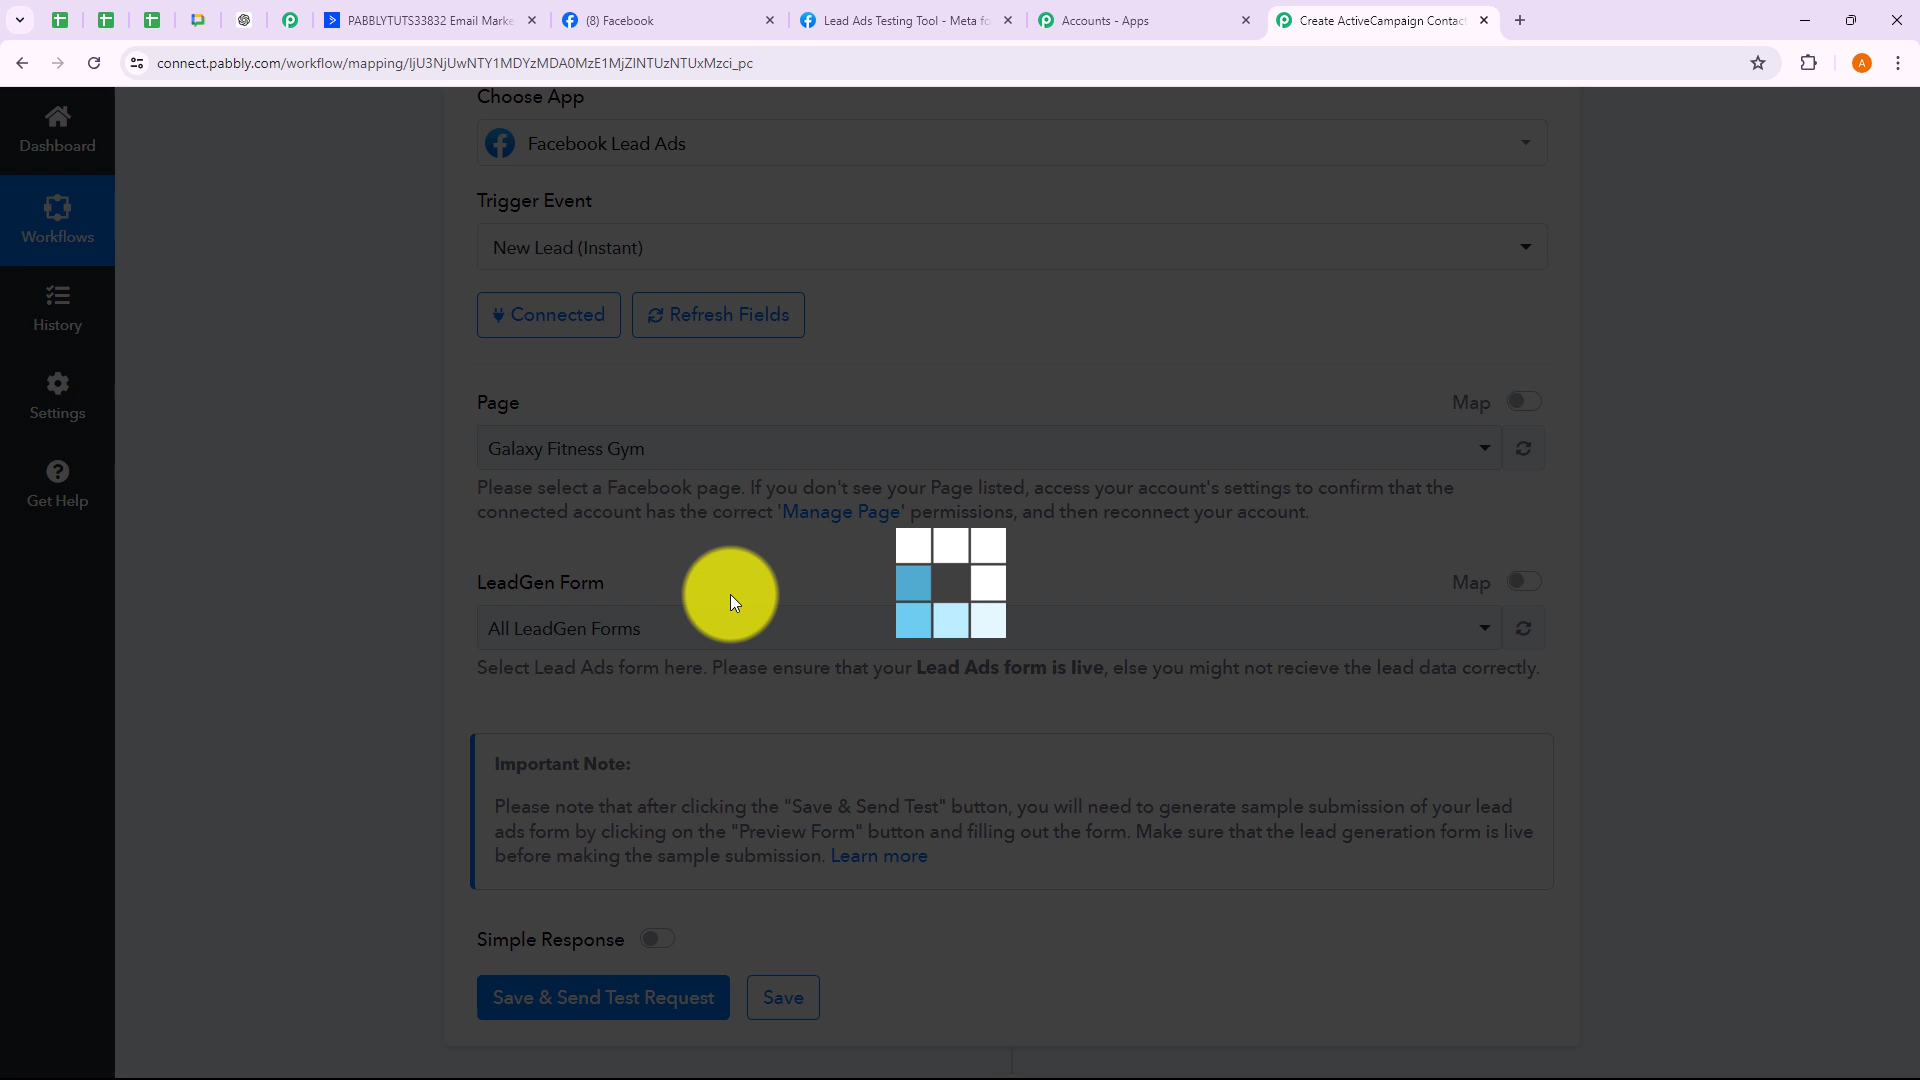 PABBLYTUTS33832 Email Marke
(8) Facebook
Lead Ads Testing Tool - Meta fo
Accounts - Apps
Create ActiveCampaign Contact
connect.pabbly.com/workflow/mapping/IjU3NjUwNTY1MDYzMDA0MzE1MjZlNTUzNTUxMzci_pc
A
Dashboard
Workflows
History
Settings
Get Help
Choose App
Facebook Lead Ads
Trigger Event
New Lead (Instant)
Connected
Refresh Fields
Page
Map
Galaxy Fitness Gym
Please select a Facebook page. If you don't see your Page listed, access your account's settings to confirm that the
connected account has the correct 'Manage Page' permissions, and then reconnect your account.
LeadGen Form
Map
All LeadGen Forms
Select Lead Ads form here. Please ensure that your Lead Ads form is live, else you might not recieve the lead data correctly.
Important Note:
Please note that after clicking the "Save & Send Test" button, you will need to generate sample submission of your lead
ads form by clicking on the "Preview Form" button and filling out the form. Make sure that the lead generation form is live
before making the sample submission. Learn more
Simple Response
Save & Send Test Request
Save